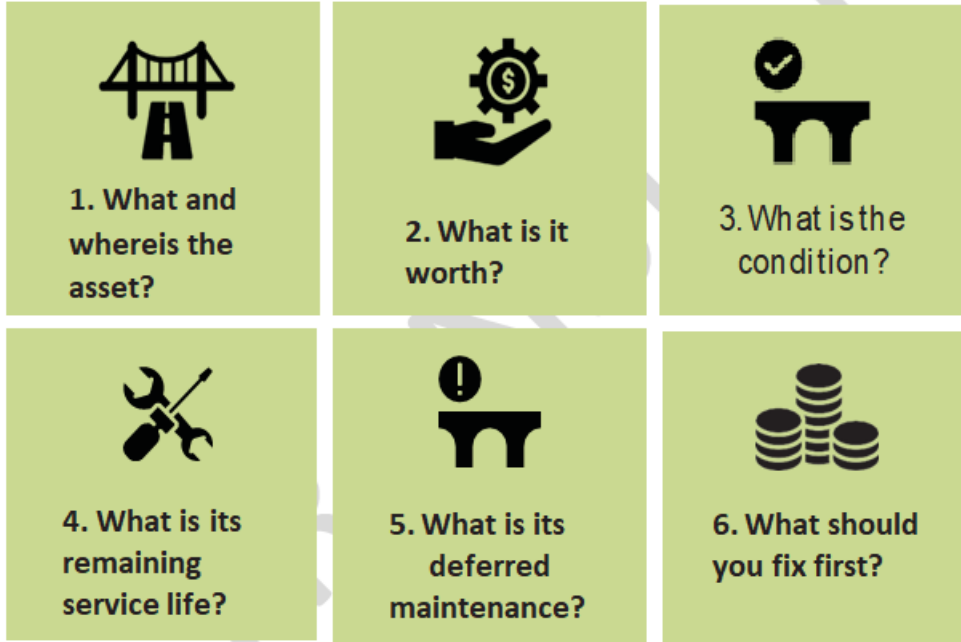 1. What and
whereis the
asset?
2. What is it
worth?
3. What is the
condition?
4. What is its
remaining
service life?
5. What is its
deferred
maintenance?
6. What should
you fix first?
$